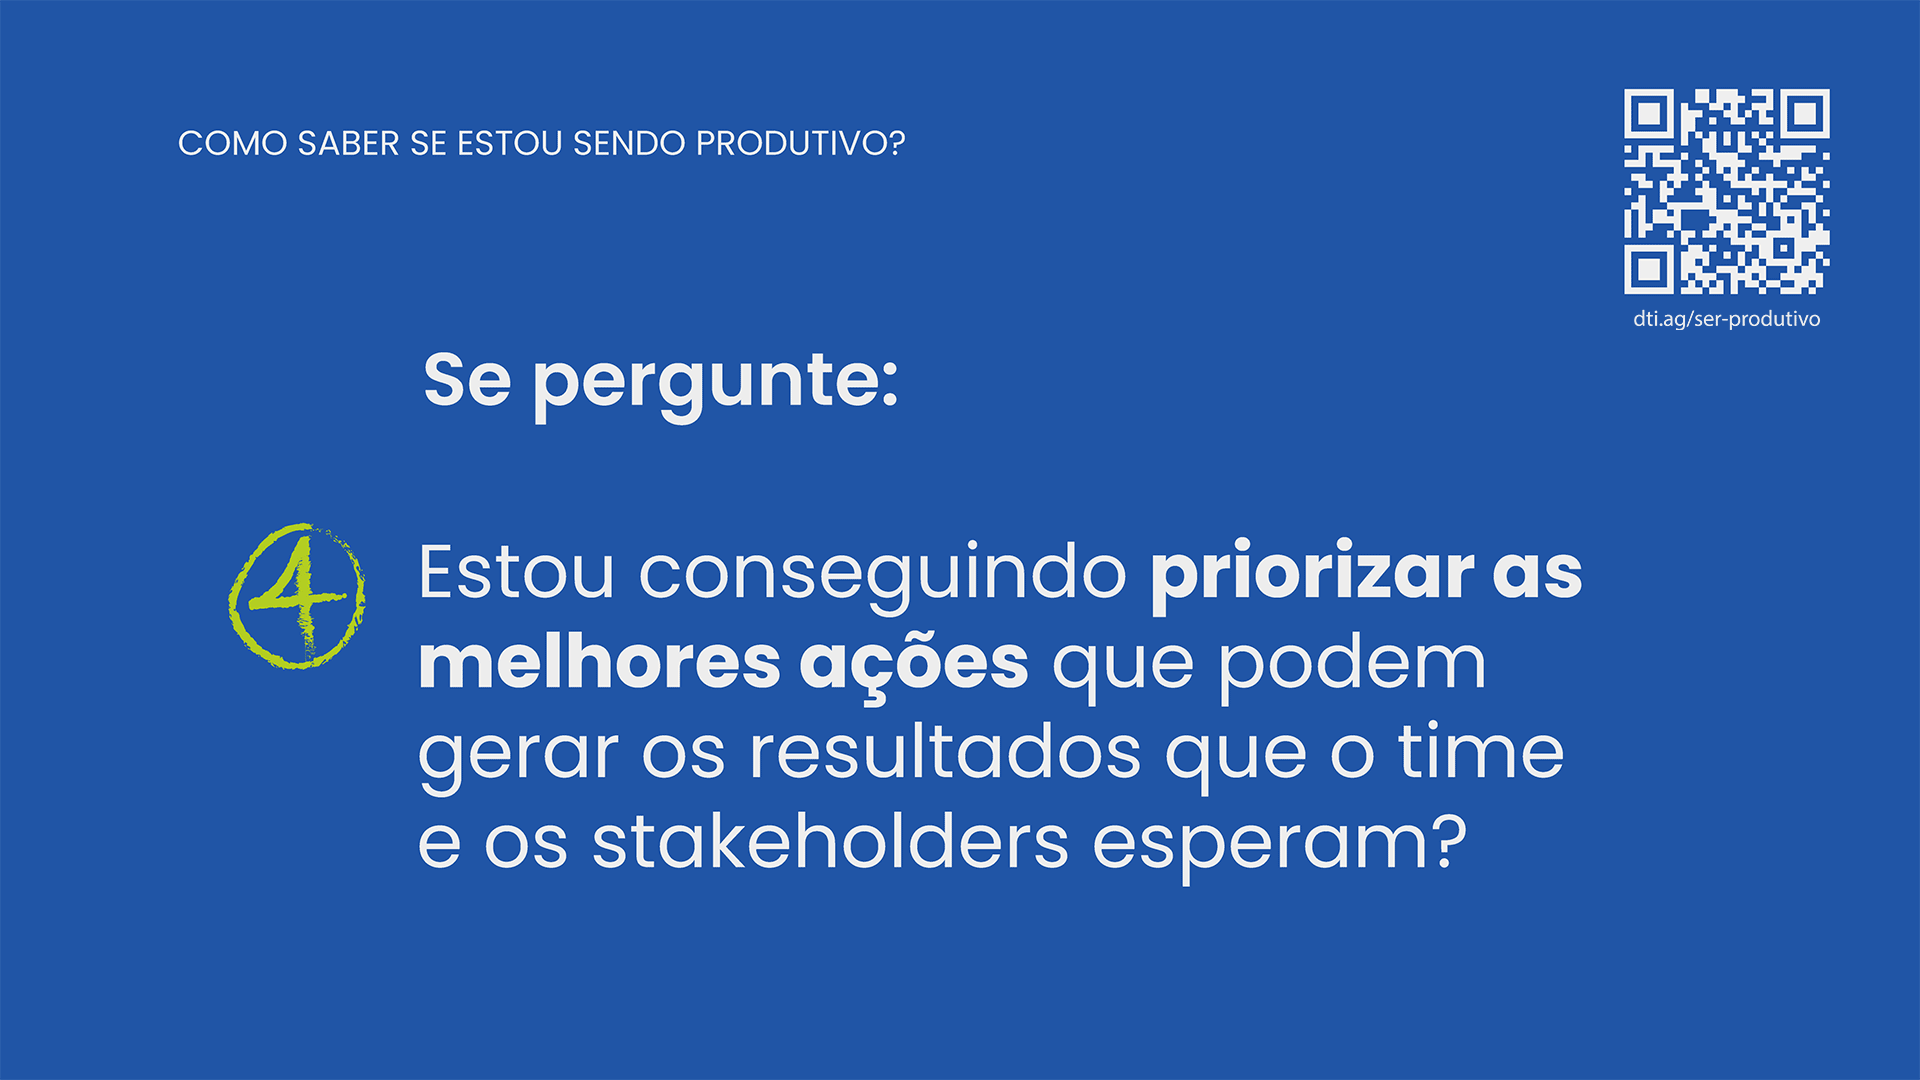 COMO SABER SE ESTOU SENDO PRODUTIVO?
dti.ag/ser-produtivo
Se pergunte:
4
Estou conseguindo priorizar as
melhores ações que podem
gerar os resultados que o time
e os stakeholders esperam?